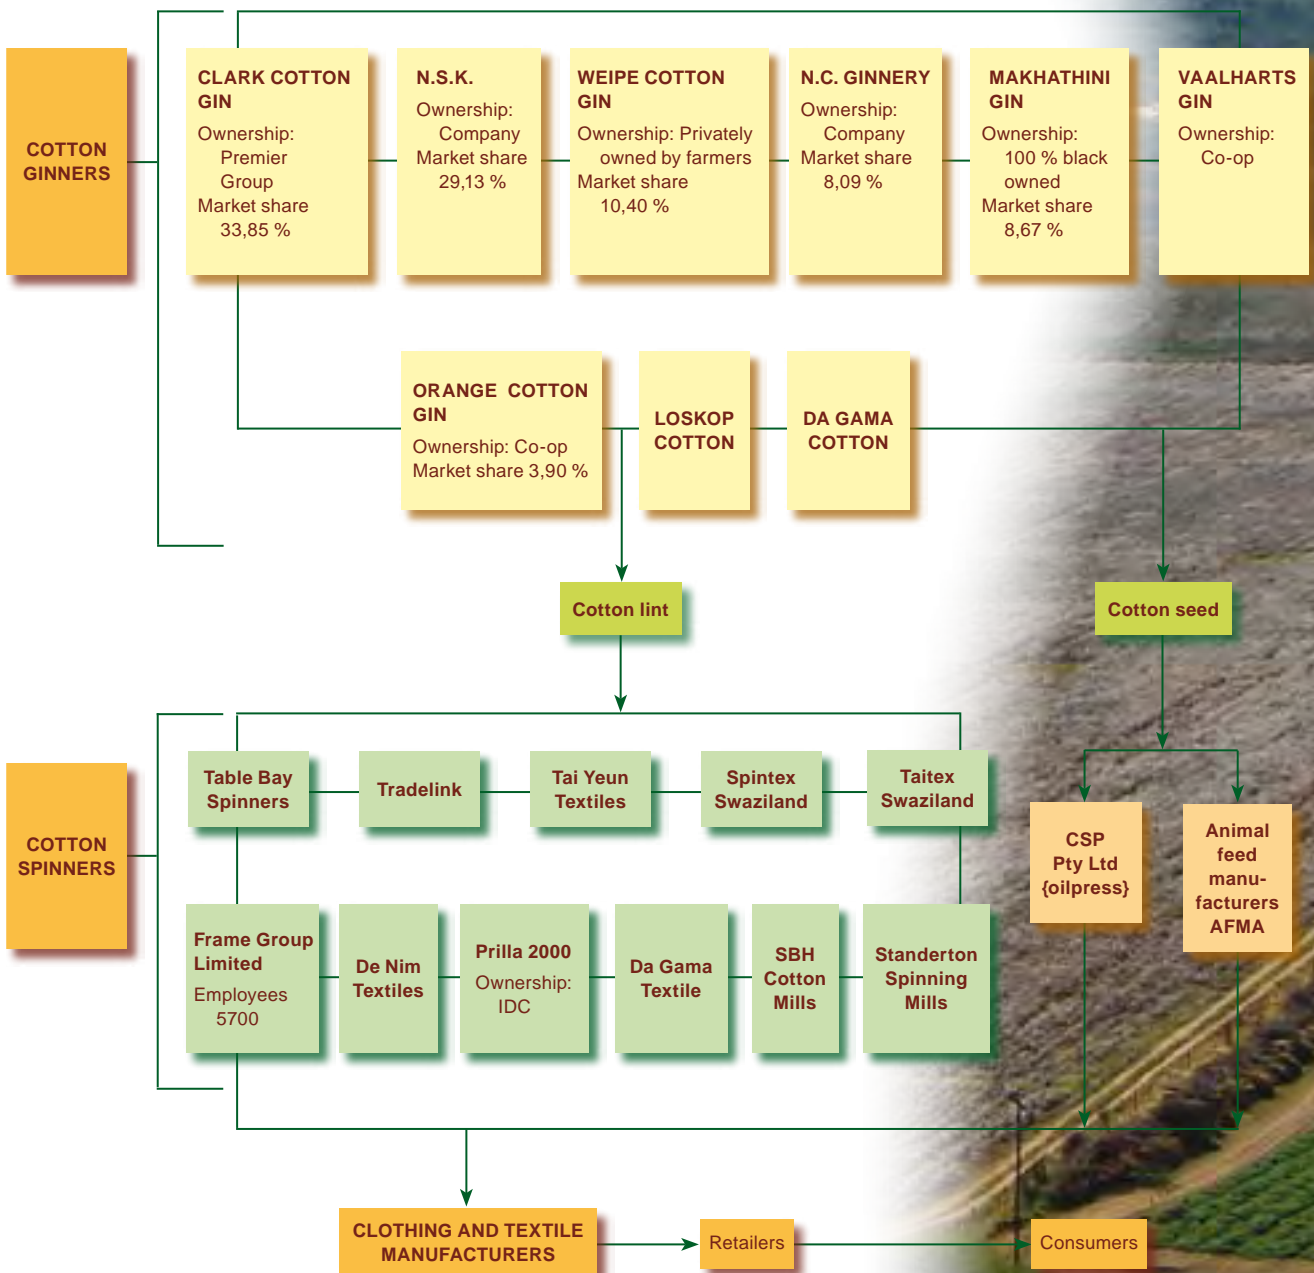 COTTON
GINNERS
CLARK COTTON
GIN
Ownership:
Premier
Group
Market share
33,85 %
N.S.K.
Ownership:
Company
Market share
29,13 %
WEIPE COTTON
GIN
Ownership: Privately
owned by farmers
Market share
10,40 %
N.C. GINNERY
Ownership:
Company
Market share
8,09 %
MAKHATHINI
GIN
Ownership:
100 % black
owned
Market share
8,67 %
VAALHARTS
GIN
Ownership:
Co-op
ORANGE COTTON
GIN
Ownership: Co-op
Market share 3,90 %
LOSKOP
COTTON
DA GAMA
COTTON
Cotton lint
Cotton seed
COTTON
SPINNERS
Table Bay
Spinners
Tradelink
Tai Yeun
Textiles
Spintex
Swaziland
Taitex
Swaziland
Frame Group
Limited
Employees
5700
De Nim
Textiles
Prilla 2000
Ownership:
IDC
Da Gama
Textile
SBH
Cotton
Mills
Standerton
Spinning
Mills
CSP
Pty Ltd
{oilpress}
Animal
feed
manu-
facturers
AFMA
CLOTHING AND TEXTILE
MANUFACTURERS
Retailers
Consumers